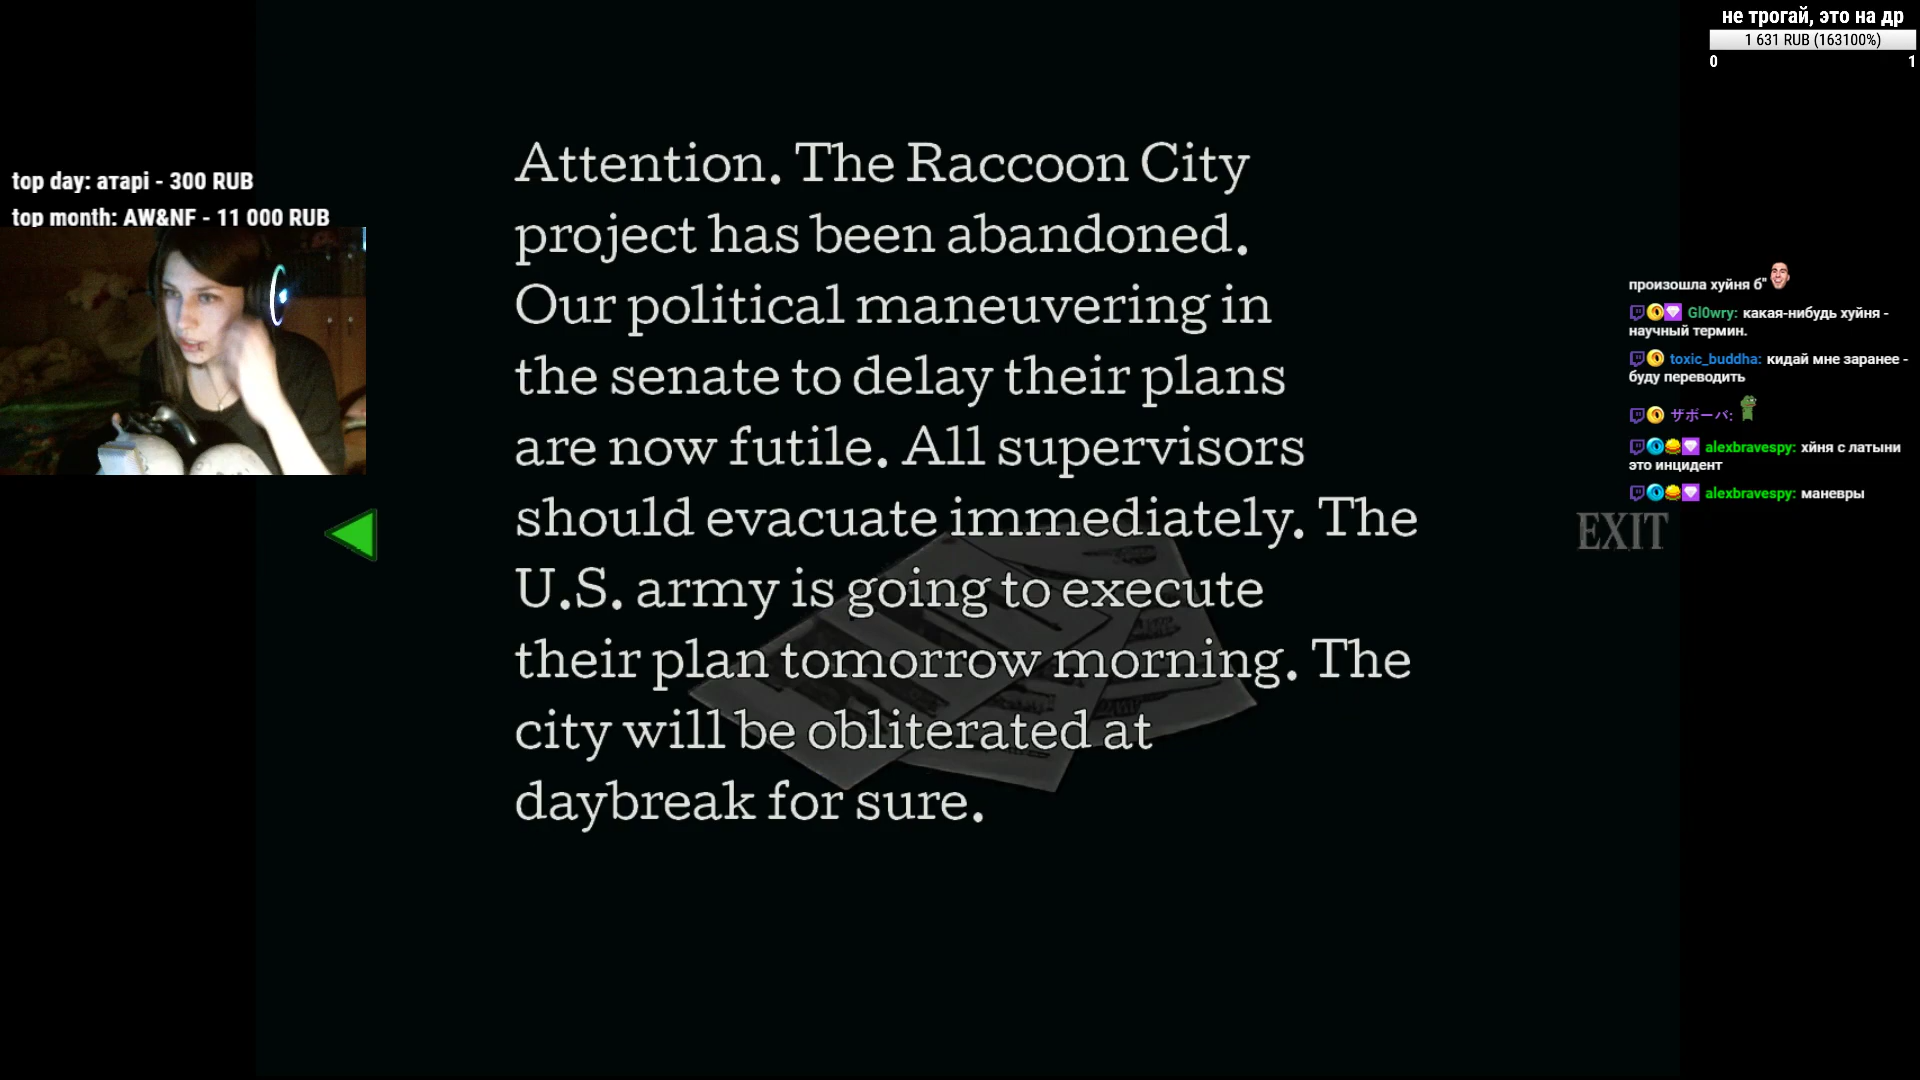 не трогай, это на др
1 631 RUB (163100%)
0 1
top day: атарі - 300 RUB
top month: AW&NF - 11 000 RUB
Attention. The Raccoon City
project has been abandoned.
Our political maneuvering in
the senate to delay their plans
are now futile. All supervisors
should evacuate immediately. The
U.S. army is going to execute
their plan tomorrow morning. The
city will be obliterated at
daybreak for sure.
EXIT
произошла хуйня б"
Gl0wry: какая-нибудь хуйня -
научный термин.
toxic_buddha: кидай мне заранее -
буду переводить
ザボーバ:
alexbravespy: хйня с латыни
это инцидент
alexbravespy: маневры